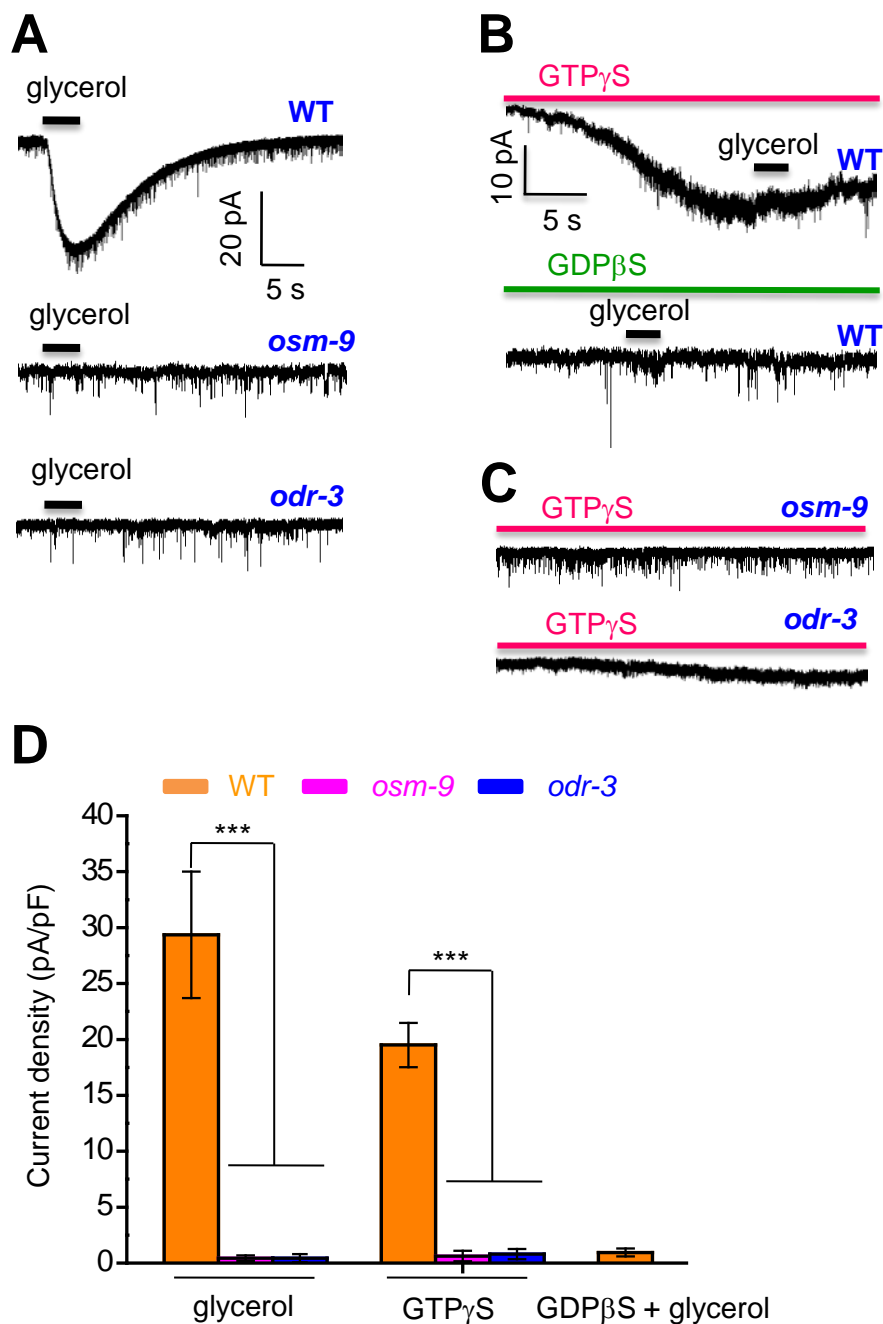 A
glycerol
WT
20 pA
5 s
glycerol
osm-9
glycerol
odr-3
B
GTPγS
glycerol
WT
10 pA
5 s
GDPβS
glycerol
WT
C
GTPγS
osm-9
GTPγS
odr-3
D
WT osm-9 odr-3
Current density (pA/pF)
40
35
30
25
20
15
10
5
0
***
***
glycerol GTPγS GDPβS + glycerol